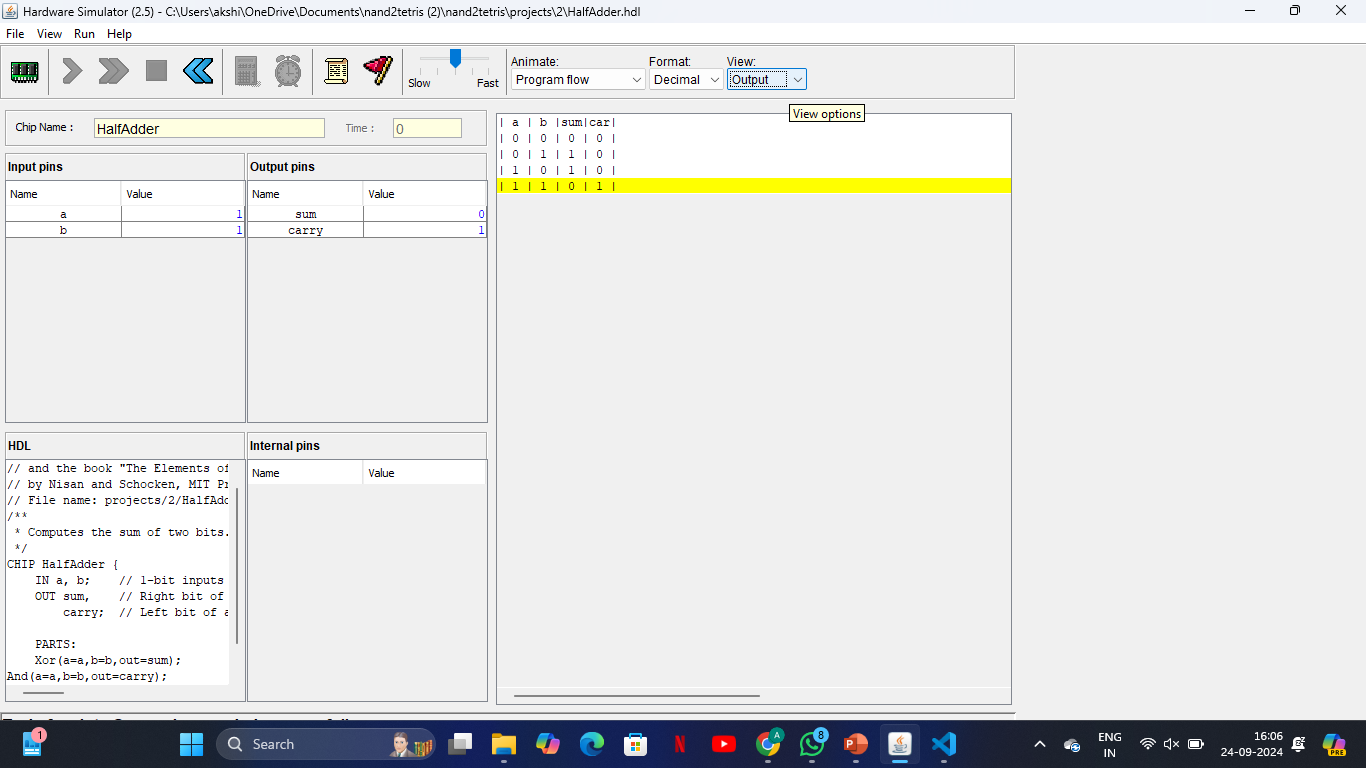 Hardware Simulator (2.5) - C:\Users\akshi\OneDrive\Documents\nand2tetris (2)\nand2tetris\projects\2\HalfAdder.hdl
File View Run Help
Slow Fast
Animate: Format: View:
Program flow Decimal Output
View options
Chip Name : HalfAdder Time : 0
Input pins Output pins
Name Value Name Value
a 1 sum 0
b 1 carry 1
| a | b |sum|car|
| 0 | 0 | 0 | 0 |
| 0 | 1 | 1 | 0 |
| 1 | 0 | 1 | 0 |
| 1 | 1 | 0 | 1 |
HDL
// and the book "The Elements of
// by Nisan and Schocken, MIT Pr
// File name: projects/2/HalfAdd
/**
* Computes the sum of two bits.
*/
CHIP HalfAdder {
IN a, b; // 1-bit inputs
OUT sum, // Right bit of
carry; // Left bit of a
PARTS:
Xor(a=a,b=b,out=sum);
And(a=a,b=b,out=carry);
Internal pins
Name Value
1
Search
A
8
ENG
IN
16:06
24-09-2024
PRE